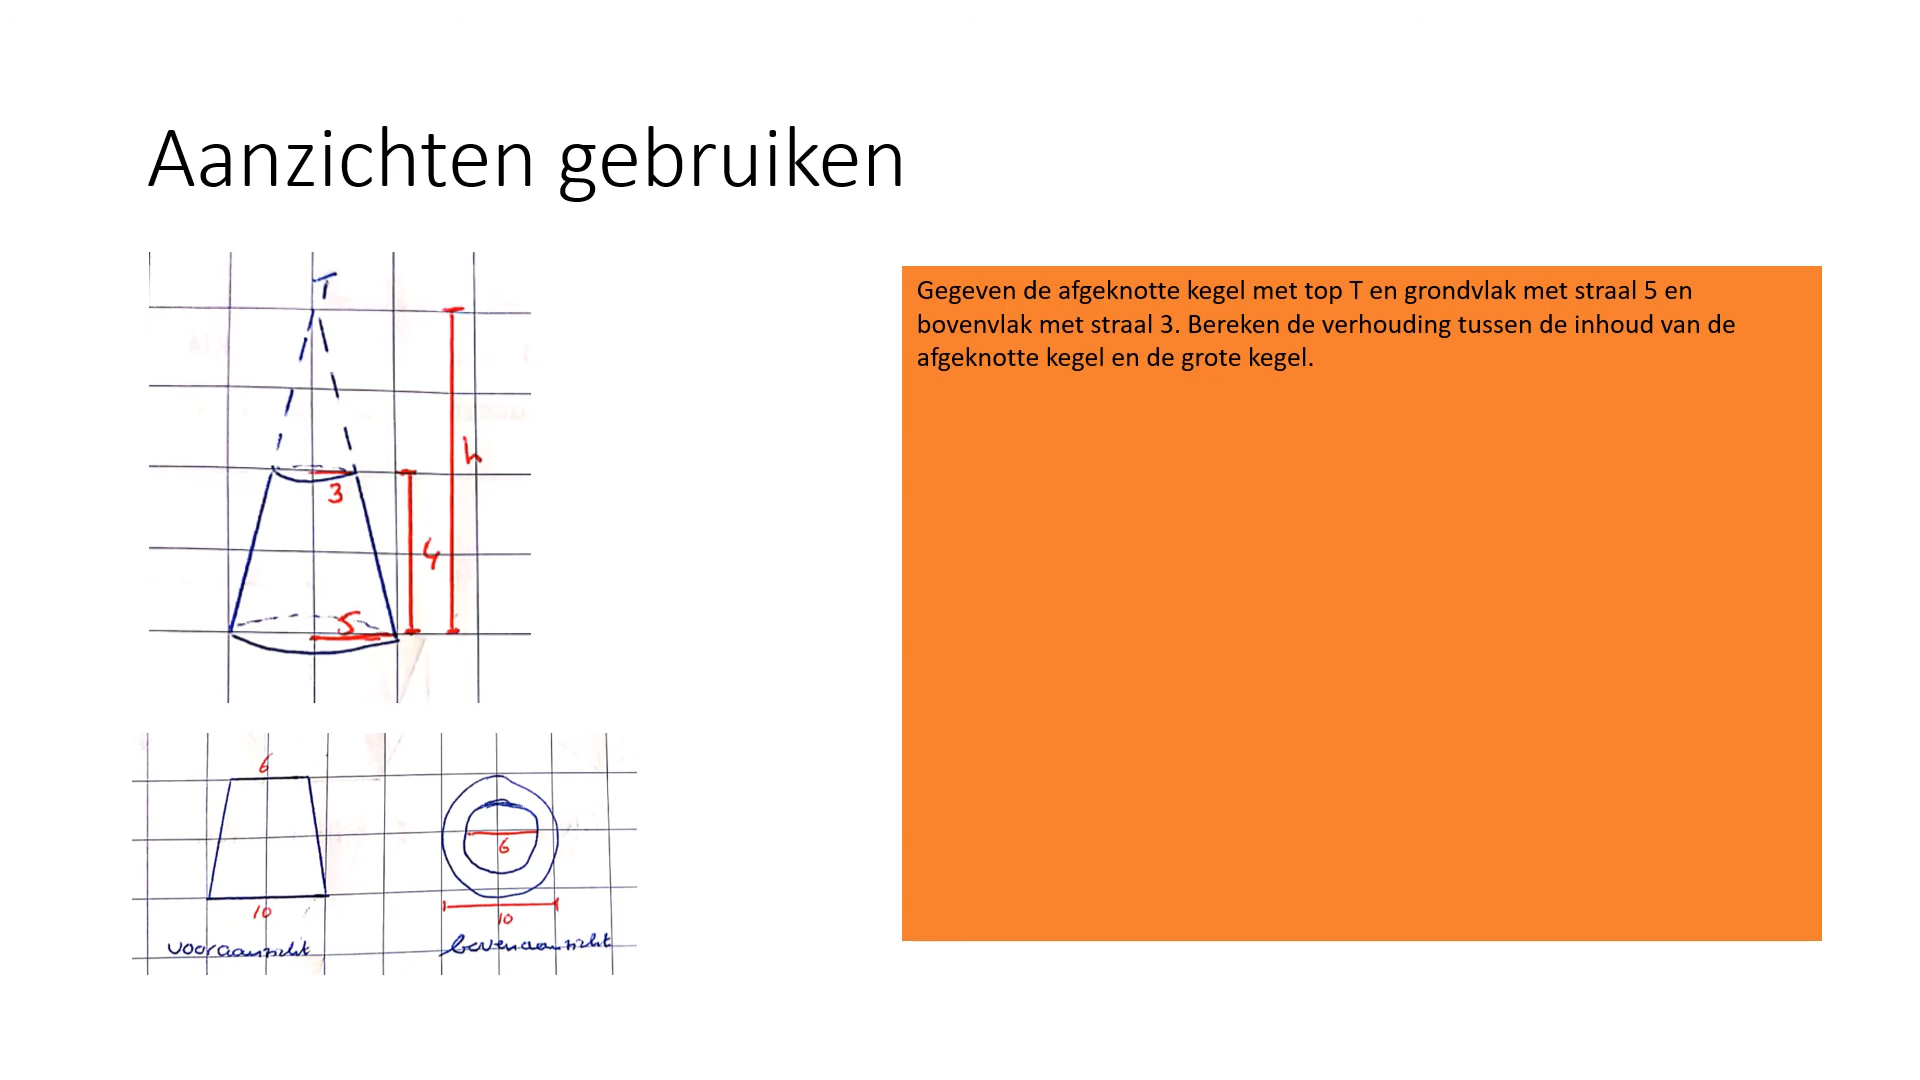 Aanzichten gebruiken
T
h
3
4
5
Gegeven de afgeknotte kegel met top T en grondvlak met straal 5 en
bovenvlak met straal 3. Bereken de verhouding tussen de inhoud van de
afgeknotte kegel en de grote kegel.
6
10
vooraanzicht
6
10
bovenaanzicht